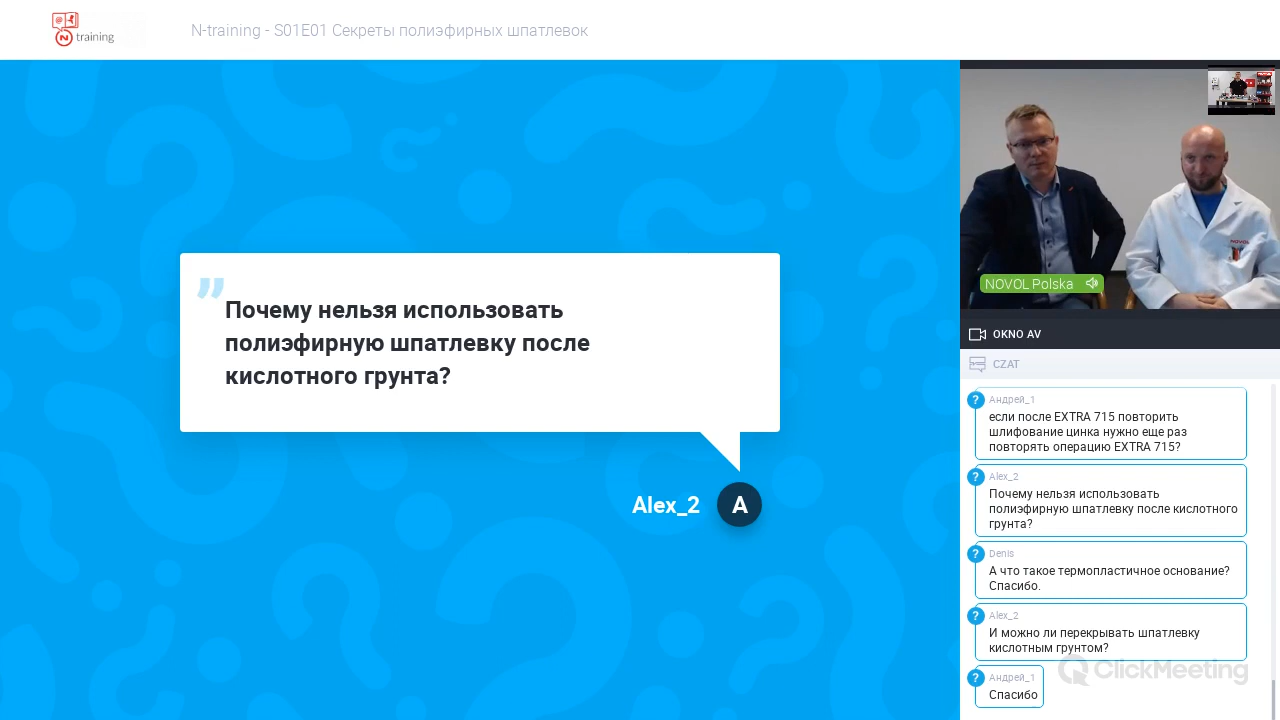 N
training
N-training - S01E01 Секреты полиэфирных шпатлевок
”
Почему нельзя использовать
полиэфирную шпатлевку после
кислотного грунта?
Alex_2
A
NOVOL
NOVOL Polska
OKNO AV
CZAT
?
Андрей_1
если после EXTRA 715 повторить
шлифование цинка нужно еще раз
повторять операцию EXTRA 715?
?
Alex_2
Почему нельзя использовать
полиэфирную шпатлевку после кислотного
грунта?
?
Denis
А что такое термопластичное основание?
Спасибо.
?
Alex_2
И можно ли перекрывать шпатлевку
кислотным грунтом?
?
Андрей_1
Спасибо
ClickMeeting